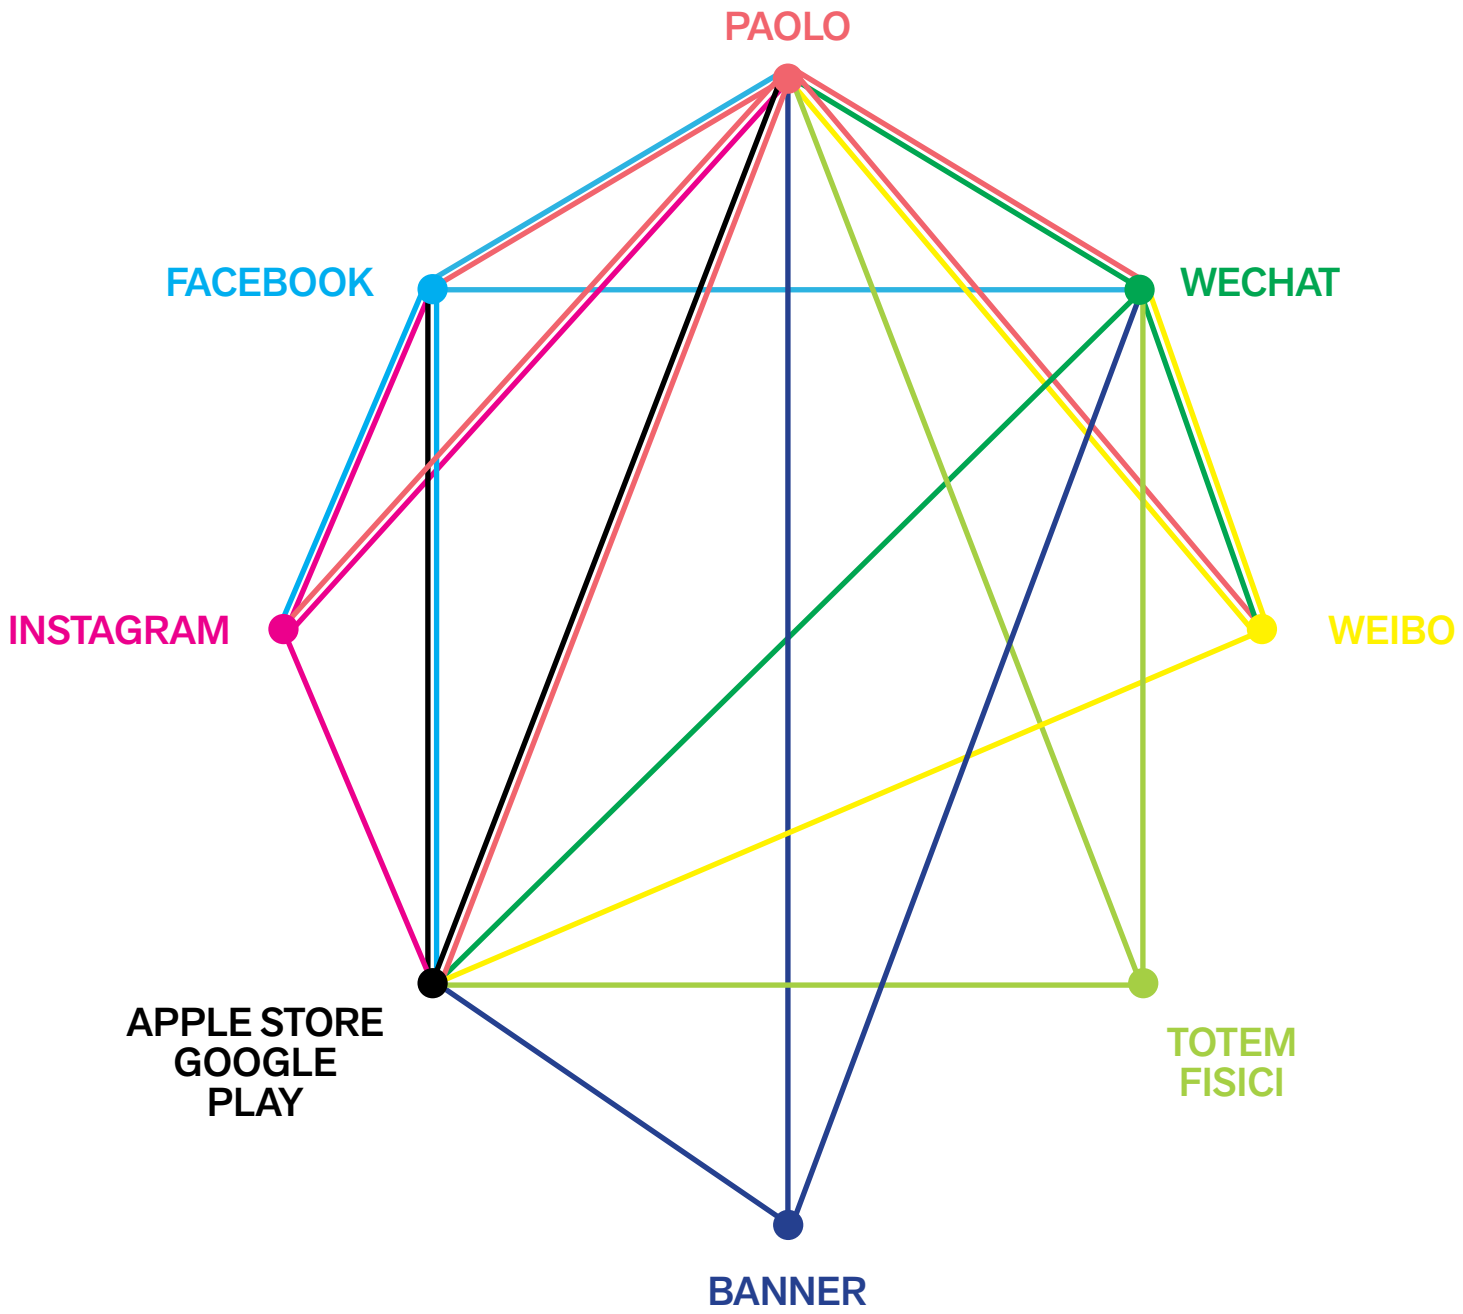 PAOLO
FACEBOOK
WECHAT
INSTAGRAM
WEIBO
APPLE STORE
GOOGLE
PLAY
TOTEM
FISICI
BANNER